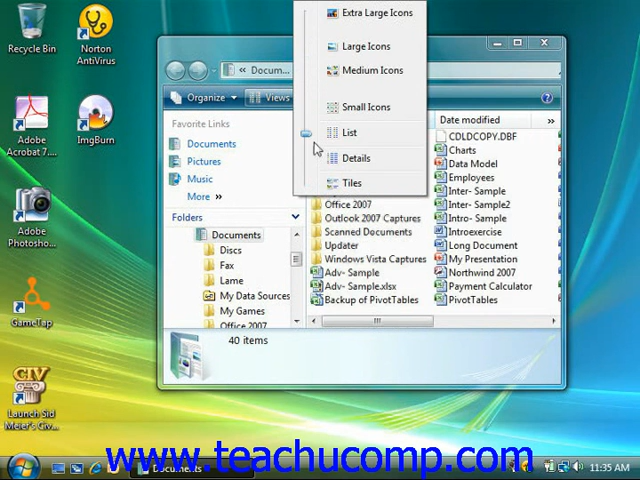 Recycle Bin
Norton
AntiVirus
Adobe
Acrobat 7....
ImgBurn
Adobe
Photosho...
GameTap
Launch Sid
Meier's Civ...
Extra Large Icons
Large Icons
Medium Icons
Small Icons
List
Details
Tiles
« Docum...
Organize
Views
Favorite Links
Documents
Pictures
Music
More »
Folders
Documents
Discs
Fax
Lame
My Data Sources
My Games
Office 2007
Date modified »
Office 2007
Outlook 2007 Captures
Scanned Documents
Updater
Windows Vista Captures
Adv- Sample
Adv- Sample.xlsx
Backup of PivotTables
CDLDCOPY.DBF
Charts
Data Model
Employees
Inter- Sample
Inter- Sample2
Intro- Sample
Introexercise
Long Document
My Presentation
Northwind 2007
Payment Calculator
PivotTables
40 items
www.teachucomp.com
Documents
11:35 AM